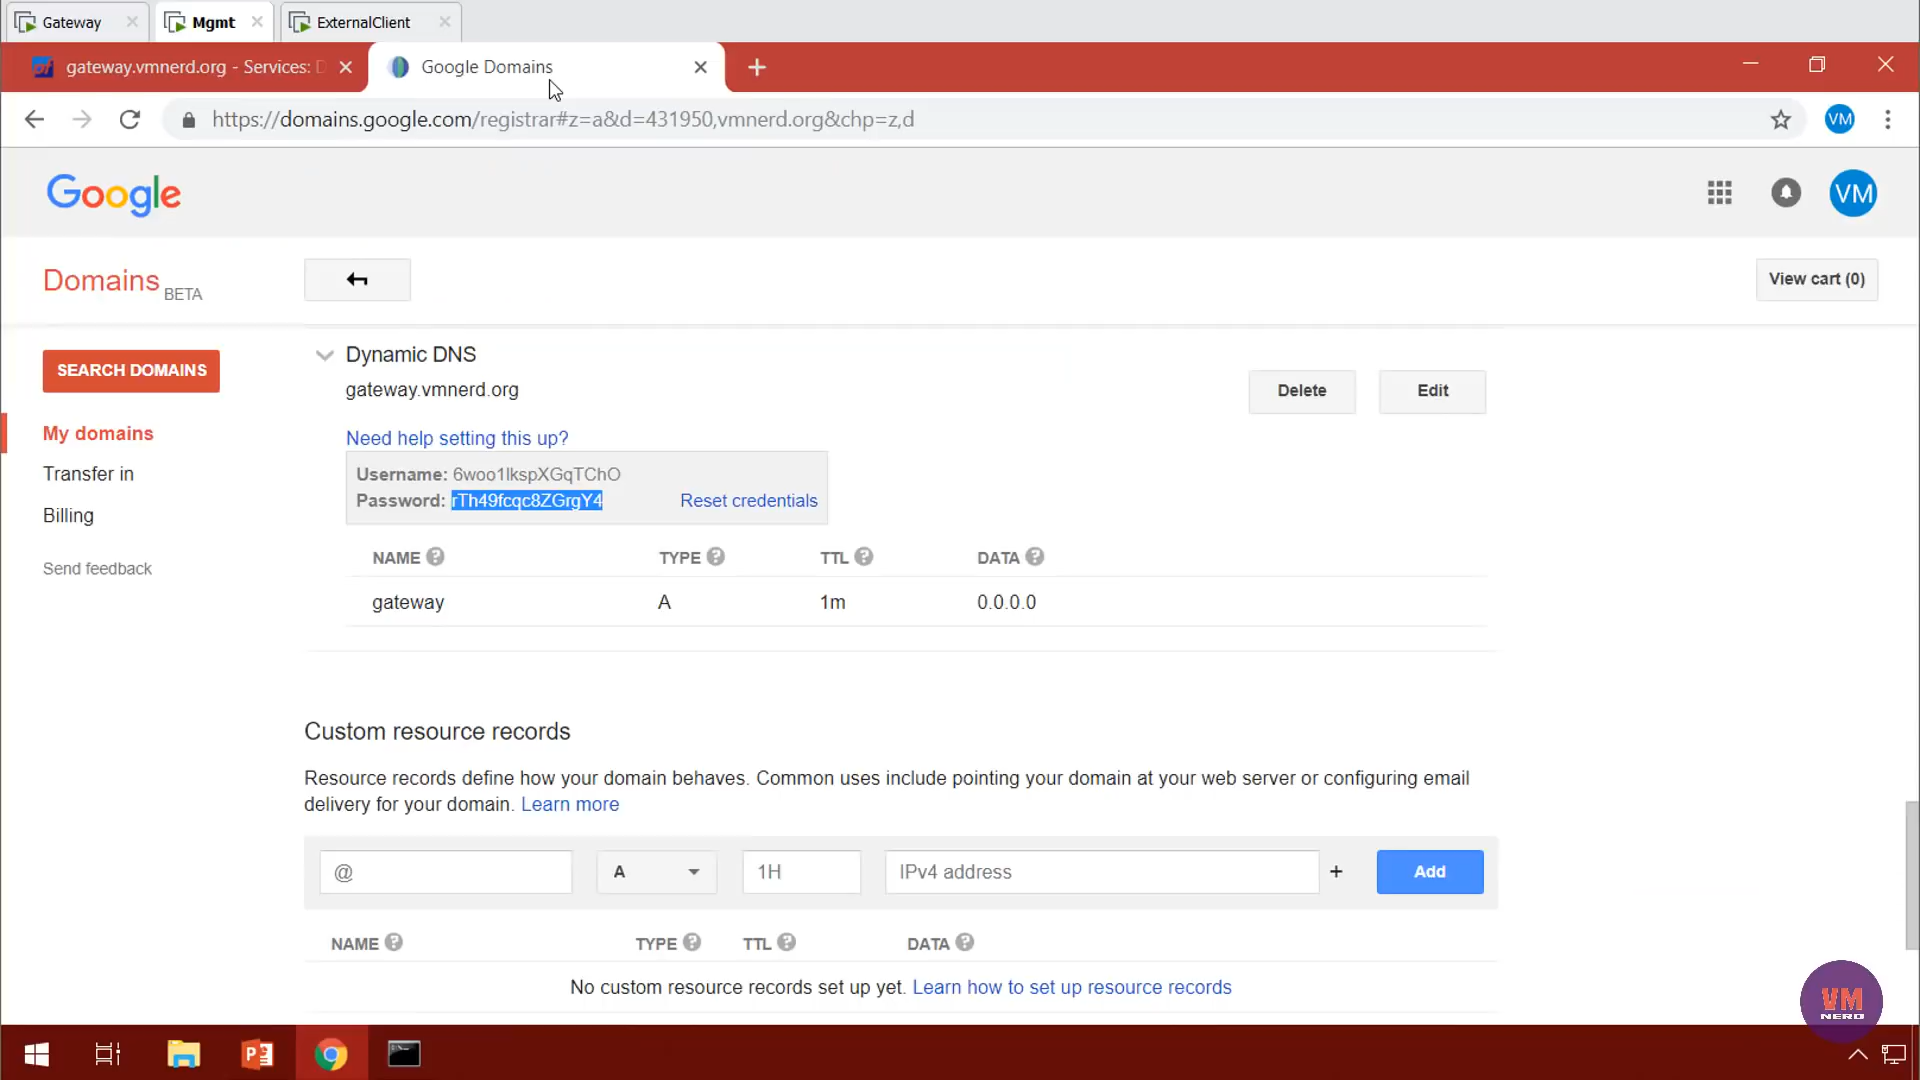 Gateway
Mgmt
ExternalClient
gateway.vmnerd.org - Services: D
Google Domains
https://domains.google.com/registrar#z=a&d=431950,vmnerd.org&chp=z,d
VM
Google
VM
Domains BETA
View cart (0)
SEARCH DOMAINS
My domains
Transfer in
Billing
Send feedback
Dynamic DNS
gateway.vmnerd.org
Delete
Edit
Need help setting this up?
Username: 6woo1lkspXGqTChO
Password: rTh49fcqc8ZGrgY4
Reset credentials
NAME ? TYPE ? TTL ? DATA ?
gateway A 1m 0.0.0.0
Custom resource records
Resource records define how your domain behaves. Common uses include pointing your domain at your web server or configuring email
delivery for your domain. Learn more
@ A 1H IPv4 address + Add
NAME ? TYPE ? TTL ? DATA ?
No custom resource records set up yet. Learn how to set up resource records
VM
NERD